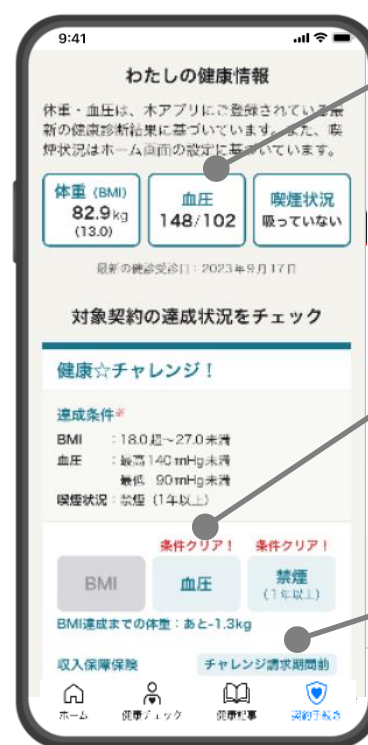 9:41
わたしの健康情報
体重・血圧は、本アプリにご登録されている最
新の健康診断結果に基づいています。また、喫
煙状況はホーム画面の設定に基づいています。
体重 (BMI) 血圧 喫煙状況
82.9kg 148/102 吸っていない
(13.0)
最新の健診受診日：2023年9月17日
対象契約の達成状況をチェック
健康☆チャレンジ！
達成条件※
BMI ：18.0超～27.0未満
血圧 ：最高140mmHg未満
最低 90mmHg未満
喫煙状況：禁煙（1年以上）
条件クリア！ 条件クリア！
BMI 血圧 禁煙
（1年以上）
BMI達成までの体重：あと-1.3kg
収入保障保険 チャレンジ請求期間前
ホーム 健康チェック 健康記事 契約手続き